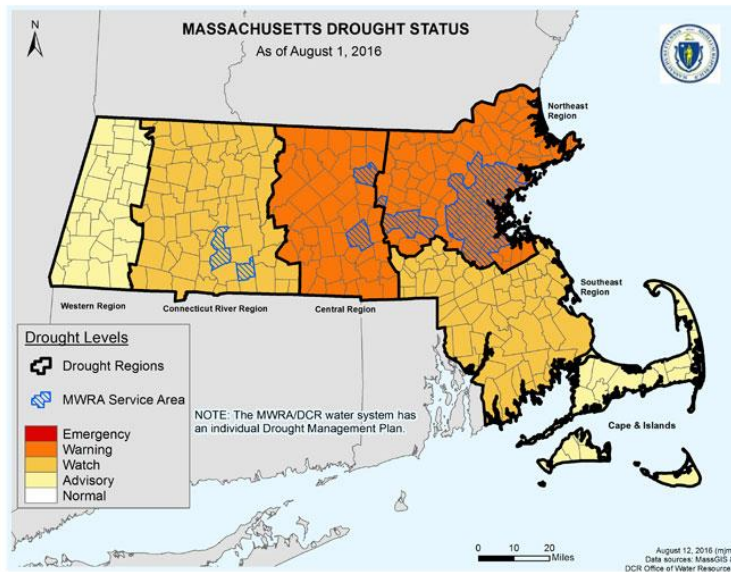 MASSACHUSETTS DROUGHT STATUS
As of August 1, 2016
N
Northeast
Region
Southeast
Region
Western Region
Connecticut River Region
Central Region
Cape & Islands
Drought Levels
Drought Regions
MWRA Service Area
Emergency
Warning
Watch
Advisory
Normal
NOTE: The MWRA/DCR water system has
an individual Drought Management Plan.
0 10 20
Miles
August 12, 2016 (mjm
Data sources: MassGIS
DCR Office of Water Resource